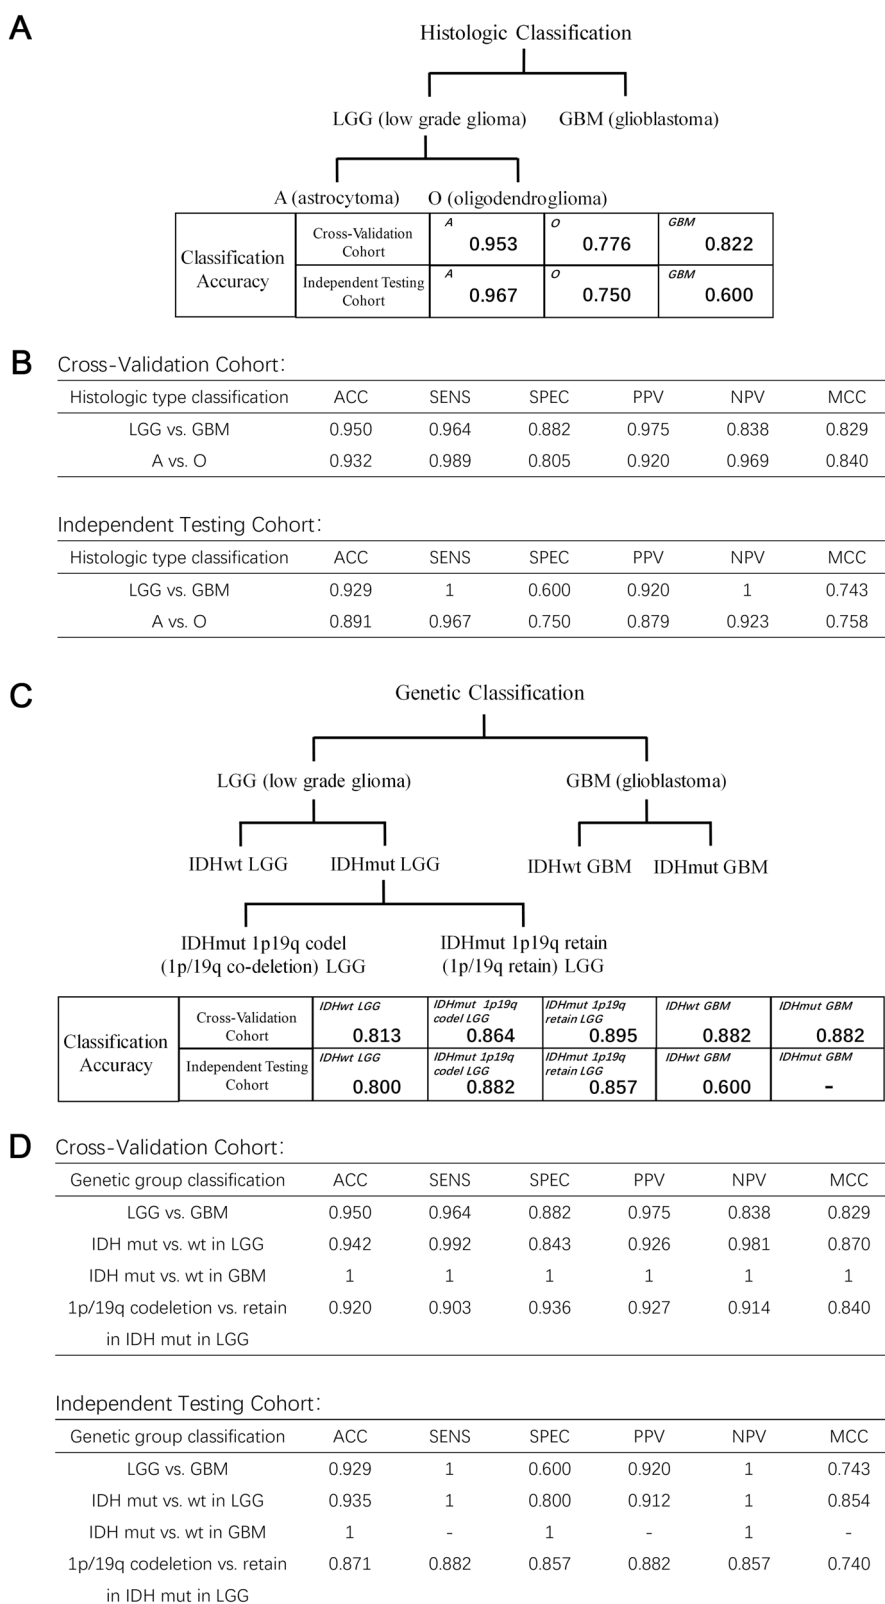 A
Histologic Classification
LGG (low grade glioma) GBM (glioblastoma)
A (astrocytoma) O (oligodendroglioma)
Classification Accuracy
Cross-Validation Cohort A 0.953 O 0.776 GBM 0.822
Independent Testing Cohort A 0.967 O 0.750 GBM 0.600
B
Cross-Validation Cohort:
Histologic type classification ACC SENS SPEC PPV NPV MCC
LGG vs. GBM 0.950 0.964 0.882 0.975 0.838 0.829
A vs. O 0.932 0.989 0.805 0.920 0.969 0.840
Independent Testing Cohort:
Histologic type classification ACC SENS SPEC PPV NPV MCC
LGG vs. GBM 0.929 1 0.600 0.920 1 0.743
A vs. O 0.891 0.967 0.750 0.879 0.923 0.758
C
Genetic Classification
LGG (low grade glioma) GBM (glioblastoma)
IDHwt LGG IDHmut LGG IDHwt GBM IDHmut GBM
IDHmut 1p19q codel IDHmut 1p19q retain
(1p/19q co-deletion) LGG (1p/19q retain) LGG
Classification Accuracy
Cross-Validation Cohort IDHwt LGG 0.813 IDHmut 1p19q codel LGG 0.864 IDHmut 1p19q retain LGG 0.895 IDHwt GBM 0.882 IDHmut GBM 0.882
Independent Testing Cohort IDHwt LGG 0.800 IDHmut 1p19q codel LGG 0.882 IDHmut 1p19q retain LGG 0.857 IDHwt GBM 0.600 IDHmut GBM -
D
Cross-Validation Cohort:
Genetic group classification ACC SENS SPEC PPV NPV MCC
LGG vs. GBM 0.950 0.964 0.882 0.975 0.838 0.829
IDH mut vs. wt in LGG 0.942 0.992 0.843 0.926 0.981 0.870
IDH mut vs. wt in GBM 1 1 1 1 1 1
1p/19q codeletion vs. retain 0.920 0.903 0.936 0.927 0.914 0.840
in IDH mut in LGG
Independent Testing Cohort:
Genetic group classification ACC SENS SPEC PPV NPV MCC
LGG vs. GBM 0.929 1 0.600 0.920 1 0.743
IDH mut vs. wt in LGG 0.935 1 0.800 0.912 1 0.854
IDH mut vs. wt in GBM 1 - 1 - 1 -
1p/19q codeletion vs. retain 0.871 0.882 0.857 0.882 0.857 0.740
in IDH mut in LGG